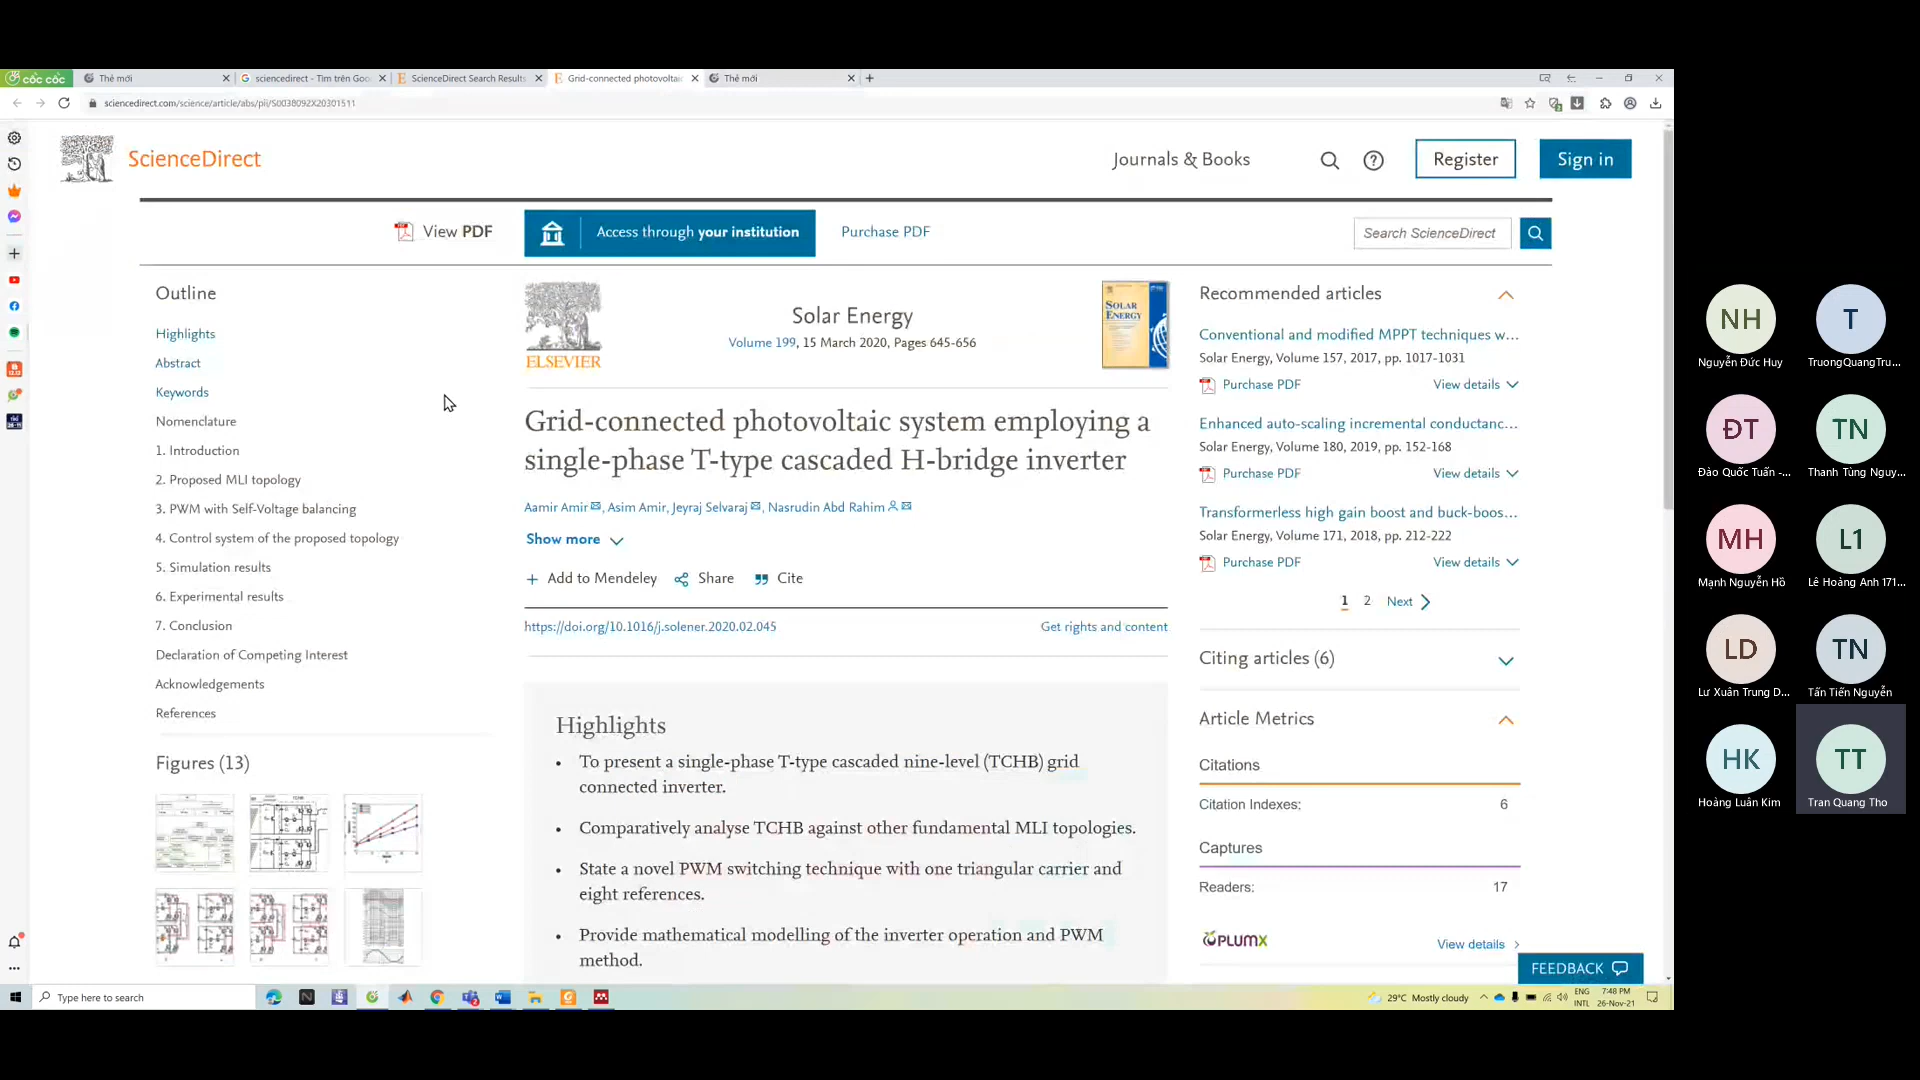 cốc cốc
Thẻ mới
sciencedirect - Tìm trên Goo
ScienceDirect Search Results
Grid-connected photovoltaic
Thẻ mới
sciencedirect.com/science/article/abs/pii/S0038092X20301511
ScienceDirect
Journals & Books
Register
Sign in
View PDF
Access through your institution
Purchase PDF
Search ScienceDirect
Outline
Highlights
Abstract
Keywords
Nomenclature
1. Introduction
2. Proposed MLI topology
3. PWM with Self-Voltage balancing
4. Control system of the proposed topology
5. Simulation results
6. Experimental results
7. Conclusion
Declaration of Competing Interest
Acknowledgements
References
Figures (13)
ELSEVIER
Solar Energy
Volume 199, 15 March 2020, Pages 645-656
SOLAR
ENERGY
Grid-connected photovoltaic system employing a
single-phase T-type cascaded H-bridge inverter
Aamir Amir, Asim Amir, Jeyraj Selvaraj, Nasrudin Abd Rahim
Show more
Add to Mendeley
Share
Cite
https://doi.org/10.1016/j.solener.2020.02.045
Get rights and content
Highlights
• To present a single-phase T-type cascaded nine-level (TCHB) grid
connected inverter.
• Comparatively analyse TCHB against other fundamental MLI topologies.
• State a novel PWM switching technique with one triangular carrier and
eight references.
• Provide mathematical modelling of the inverter operation and PWM
method.
Recommended articles
Conventional and modified MPPT techniques w...
Solar Energy, Volume 157, 2017, pp. 1017-1031
Purchase PDF
View details
Enhanced auto-scaling incremental conductanc...
Solar Energy, Volume 180, 2019, pp. 152-168
Purchase PDF
View details
Transformerless high gain boost and buck-boos...
Solar Energy, Volume 171, 2018, pp. 212-222
Purchase PDF
View details
1 2 Next
Citing articles (6)
Article Metrics
Citations
Citation Indexes: 6
Captures
Readers: 17
PLUMX
View details
FEEDBACK
Type here to search
29°C Mostly cloudy
ENG
INTL
7:48 PM
26-Nov-21
NH
Nguyễn Đức Huy
T
TruongQuangTru...
ĐT
Đào Quốc Tuấn -...
TN
Thanh Tùng Nguy...
MH
Mạnh Nguyễn Hồ
L1
Lê Hoàng Anh 171...
LD
Lư Xuân Trung D...
TN
Tấn Tiến Nguyễn
HK
Hoàng Luân Kim
TT
Tran Quang Tho